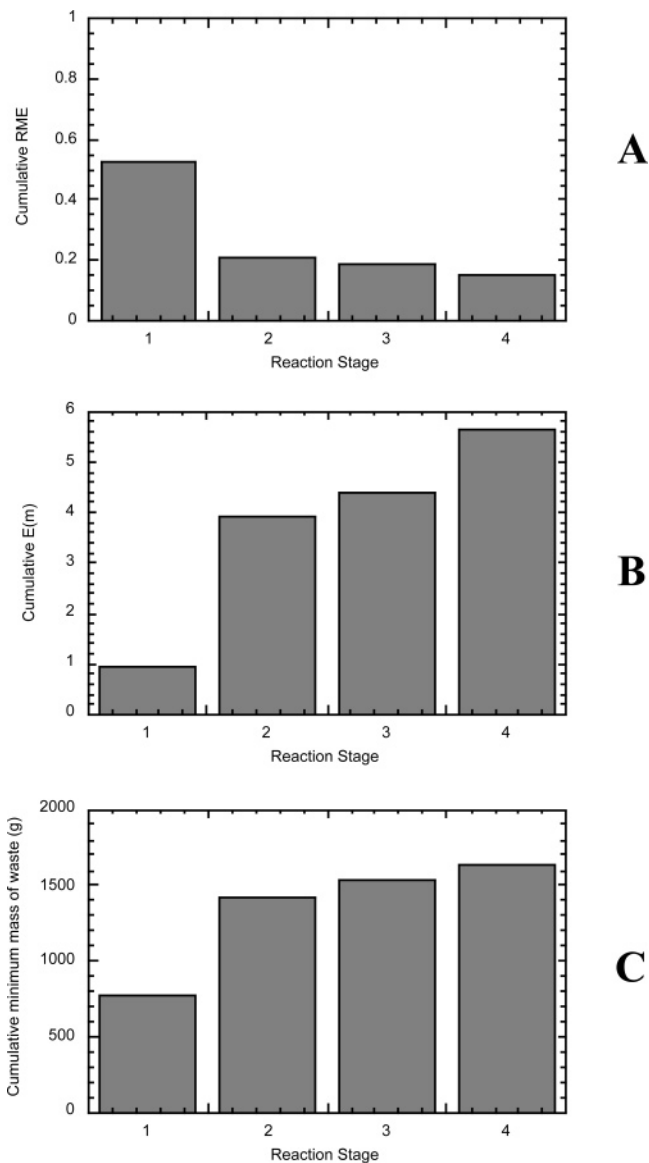 1
0.8
0.6
0.4
0.2
0
Cumulative RME
1 2 3 4
Reaction Stage
A
6
5
4
3
2
1
0
Cumulative E(m)
1 2 3 4
Reaction Stage
B
2000
1500
1000
500
0
Cumulative minimum mass of waste (g)
1 2 3 4
Reaction Stage
C